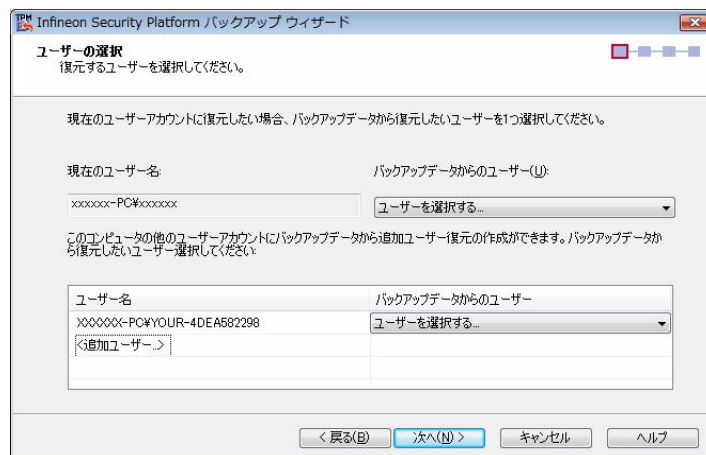 Infineon Security Platform バックアップ ウィザード
ユーザーの選択
復元するユーザーを選択してください。
現在のユーザーアカウントに復元したい場合、バックアップデータから復元したいユーザーを1つ選択してください。
現在のユーザー名:
バックアップデータからのユーザー(U):
xxxxxx-PC¥xxxxxx
ユーザーを選択する...
このコンピュータの他のユーザーアカウントにバックアップデータから追加ユーザー復元の作成ができます。バックアップデータか
ら復元したいユーザー選択してください:
ユーザー名
バックアップデータからのユーザー
XXXXXX-PC¥YOUR-4DEA582298
ユーザーを選択する...
<追加ユーザー...>
< 戻る(B)
次へ(N) >
キャンセル
ヘルプ